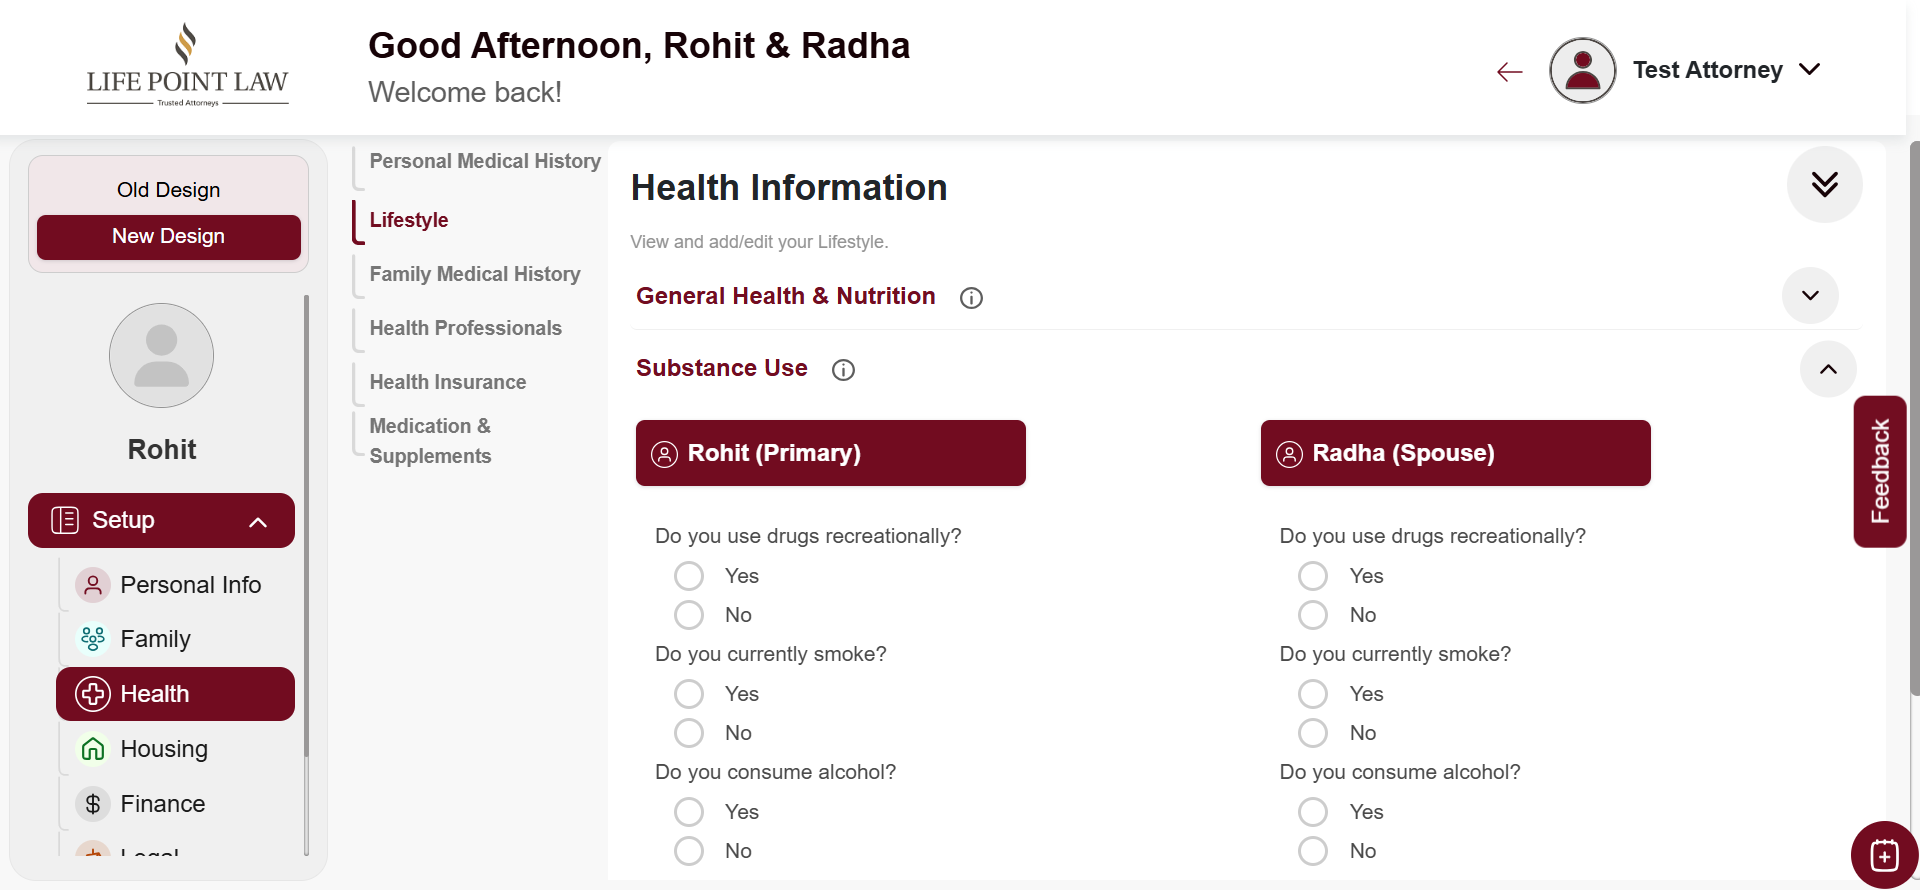 LIFE POINT LAW
Trusted Attorneys
Good Afternoon, Rohit & Radha
Welcome back!
Test Attorney
Old Design
New Design
Rohit
Setup
Personal Info
Family
Health
Housing
Finance
Legal
Personal Medical History
Lifestyle
Family Medical History
Health Professionals
Health Insurance
Medication &
Supplements
Health Information
View and add/edit your Lifestyle.
General Health & Nutrition
Substance Use
Rohit (Primary)
Do you use drugs recreationally?
Yes
No
Do you currently smoke?
Yes
No
Do you consume alcohol?
Yes
No
Radha (Spouse)
Do you use drugs recreationally?
Yes
No
Do you currently smoke?
Yes
No
Do you consume alcohol?
Yes
No
Feedback